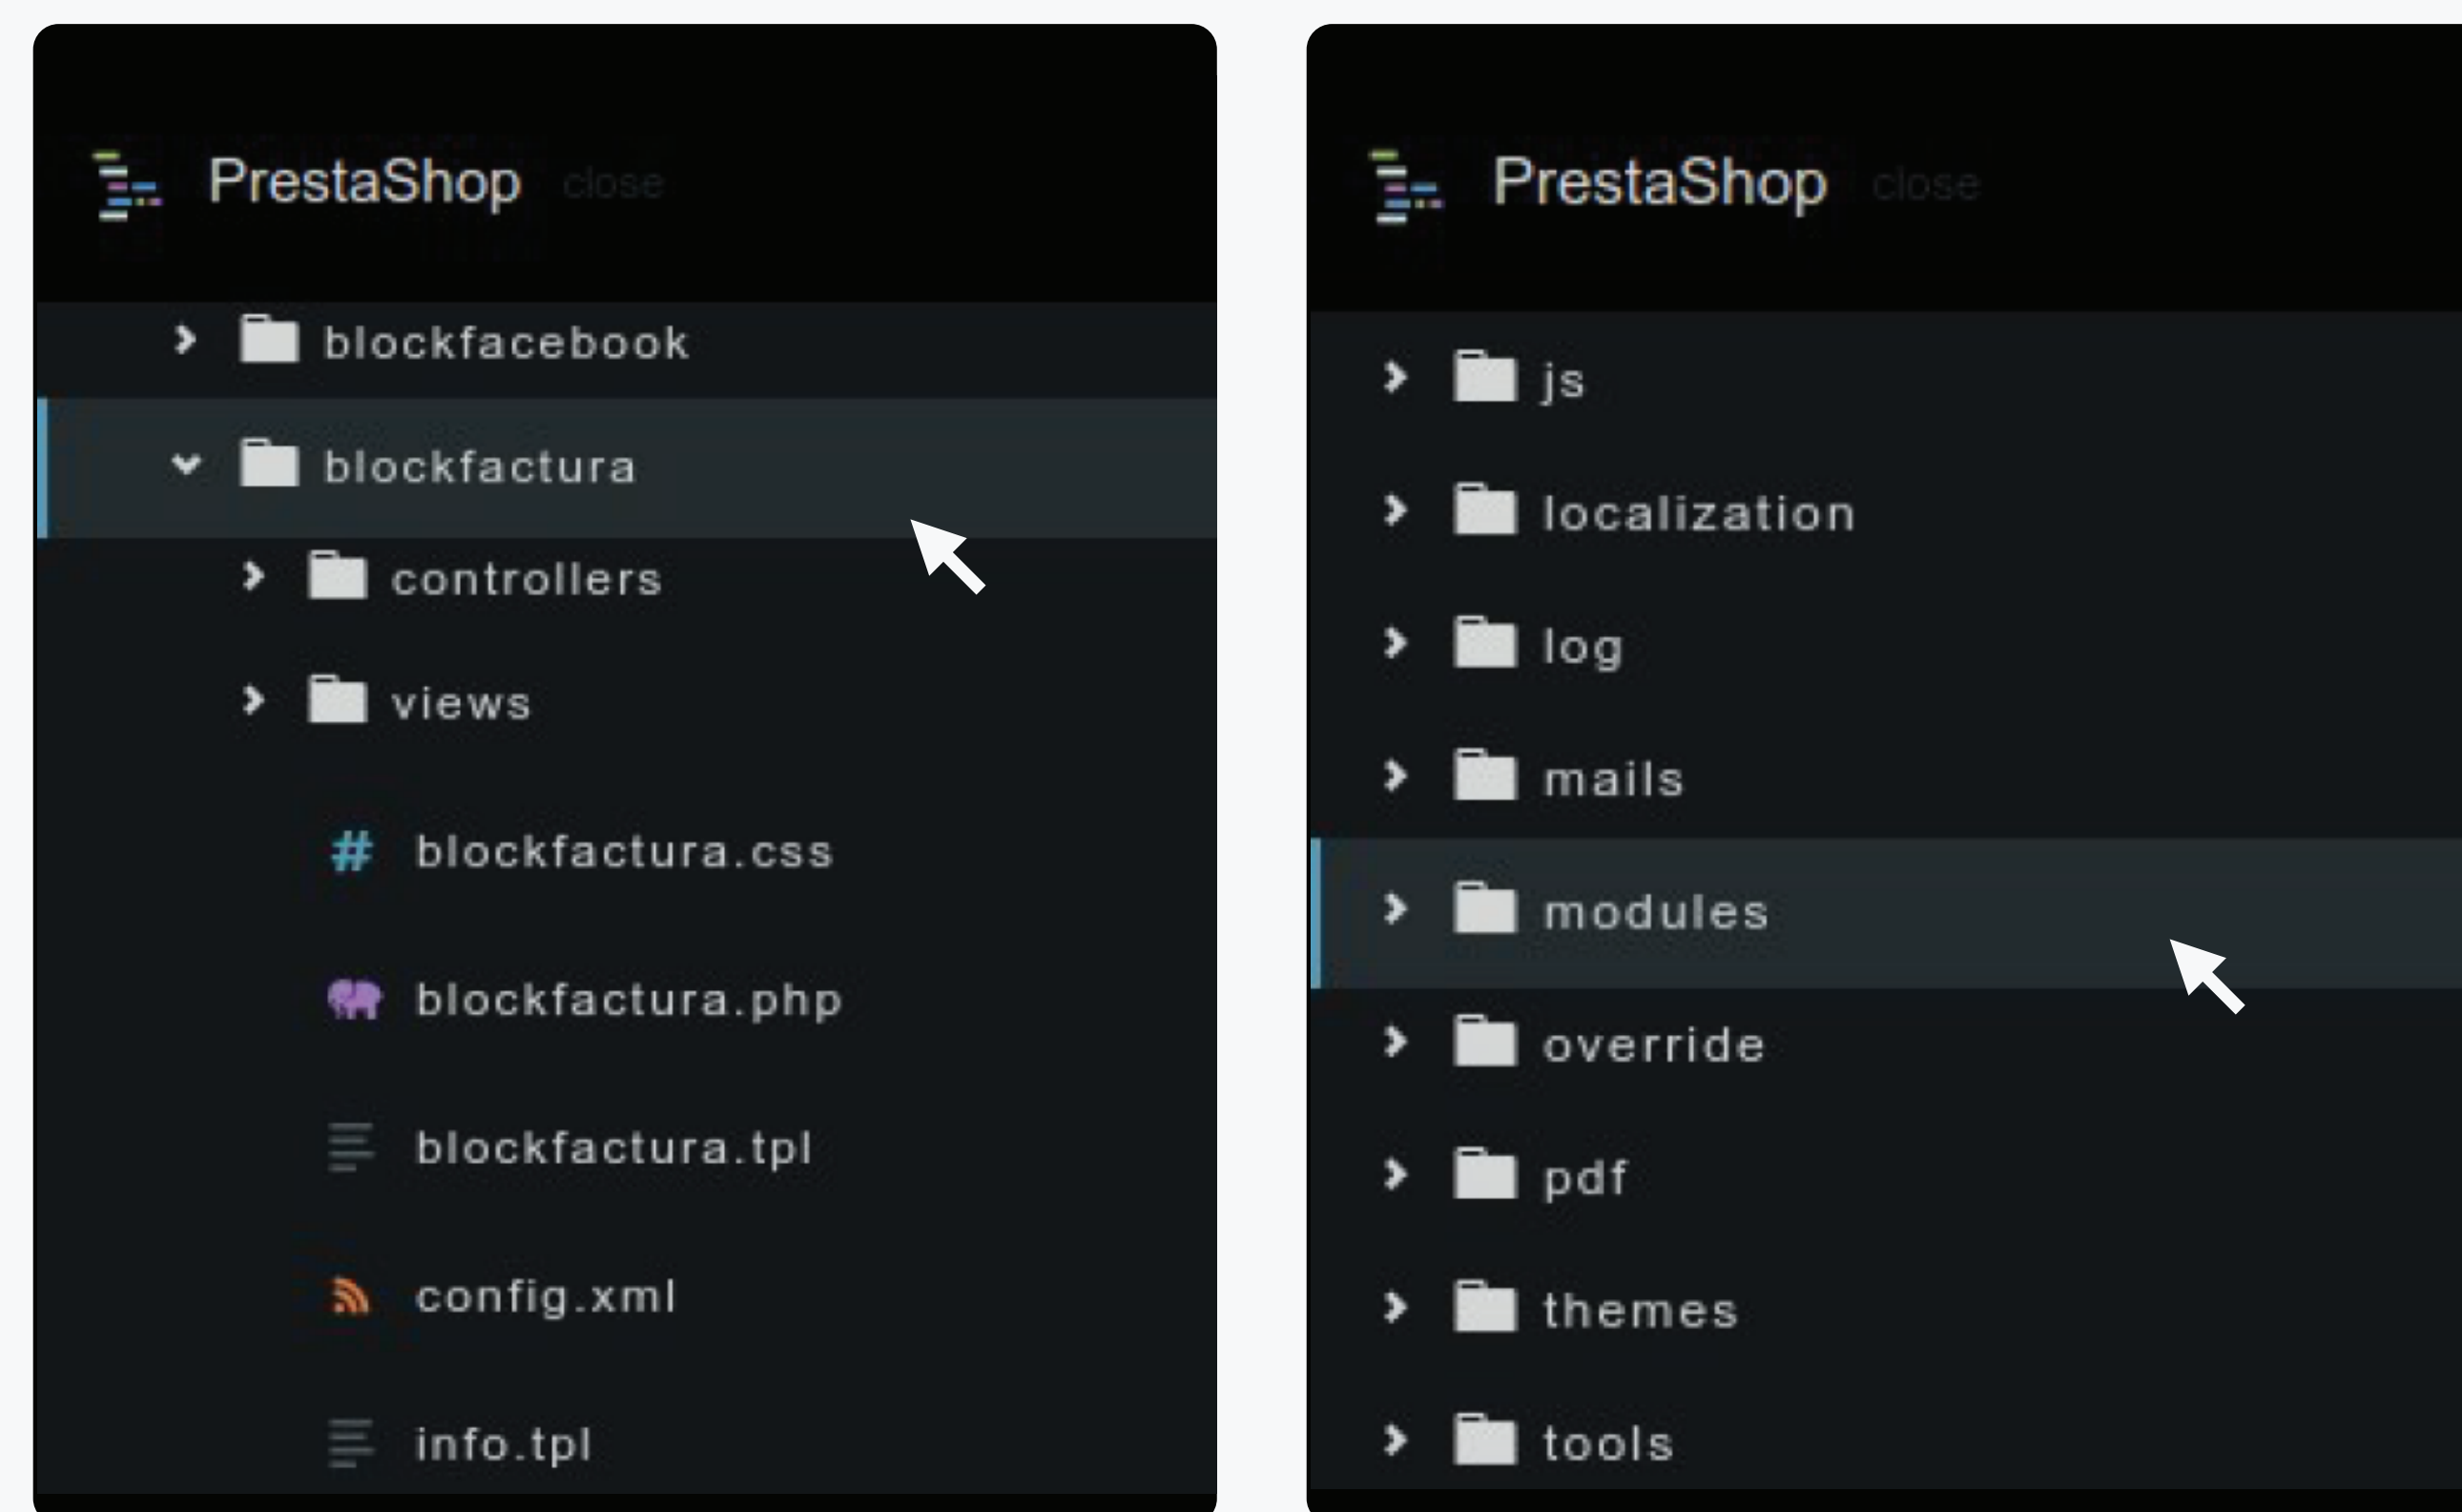 PrestaShop close
blockfacebook
blockfactura
controllers
views
blockfactura.css
blockfactura.php
blockfactura.tpl
config.xml
info.tpl
PrestaShop close
js
localization
log
mails
modules
override
pdf
themes
tools